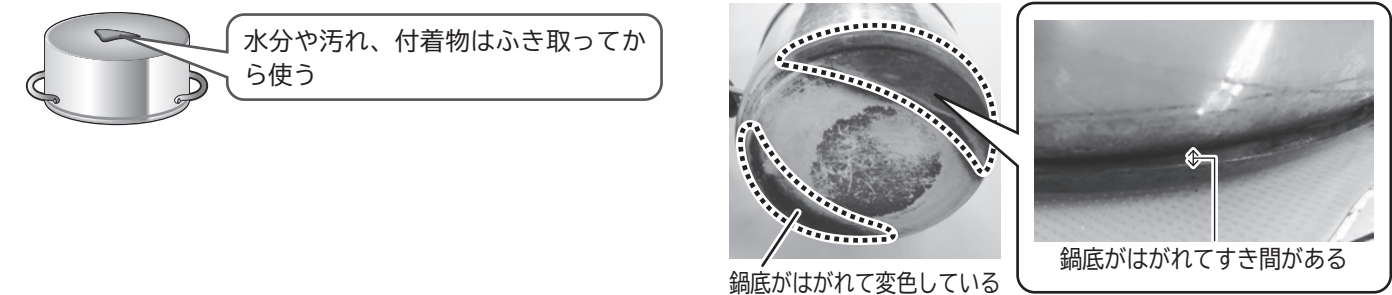 水分や汚れ、付着物はふき取ってか
ら使う
鍋底がはがれて変色している
鍋底がはがれてすき間がある